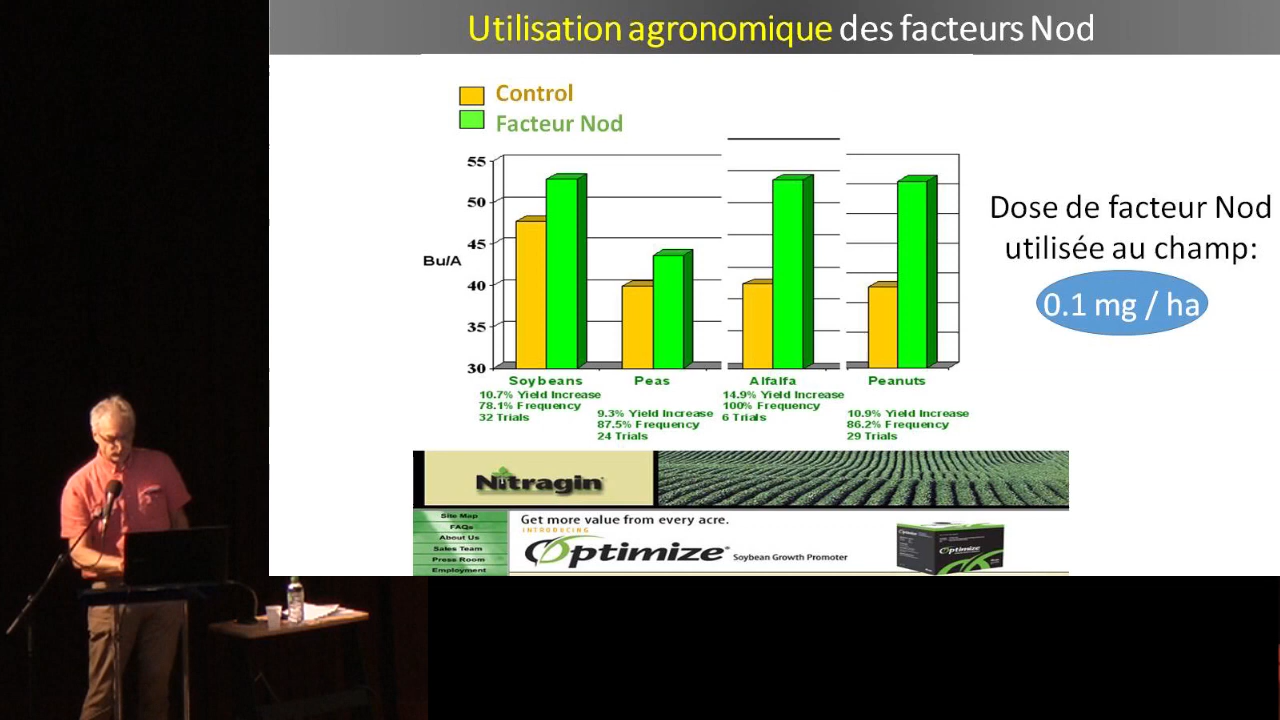 Utilisation agronomique des facteurs Nod
Control
Facteur Nod
55
50
45
Bu/A
40
35
30
Soybeans
10.7% Yield Increase
78.1% Frequency
32 Trials
Peas
9.3% Yield Increase
87.5% Frequency
24 Trials
Alfalfa
14.9% Yield Increase
100% Frequency
6 Trials
Peanuts
10.9% Yield Increase
86.2% Frequency
29 Trials
Dose de facteur Nod
utilisée au champ:
0.1 mg / ha
Nitragin
Site Map
FAQs
About Us
Sales Team
Press Room
Employment
Get more value from every acre.
INTRODUCING
Optimize® Soybean Growth Promoter
Optimize